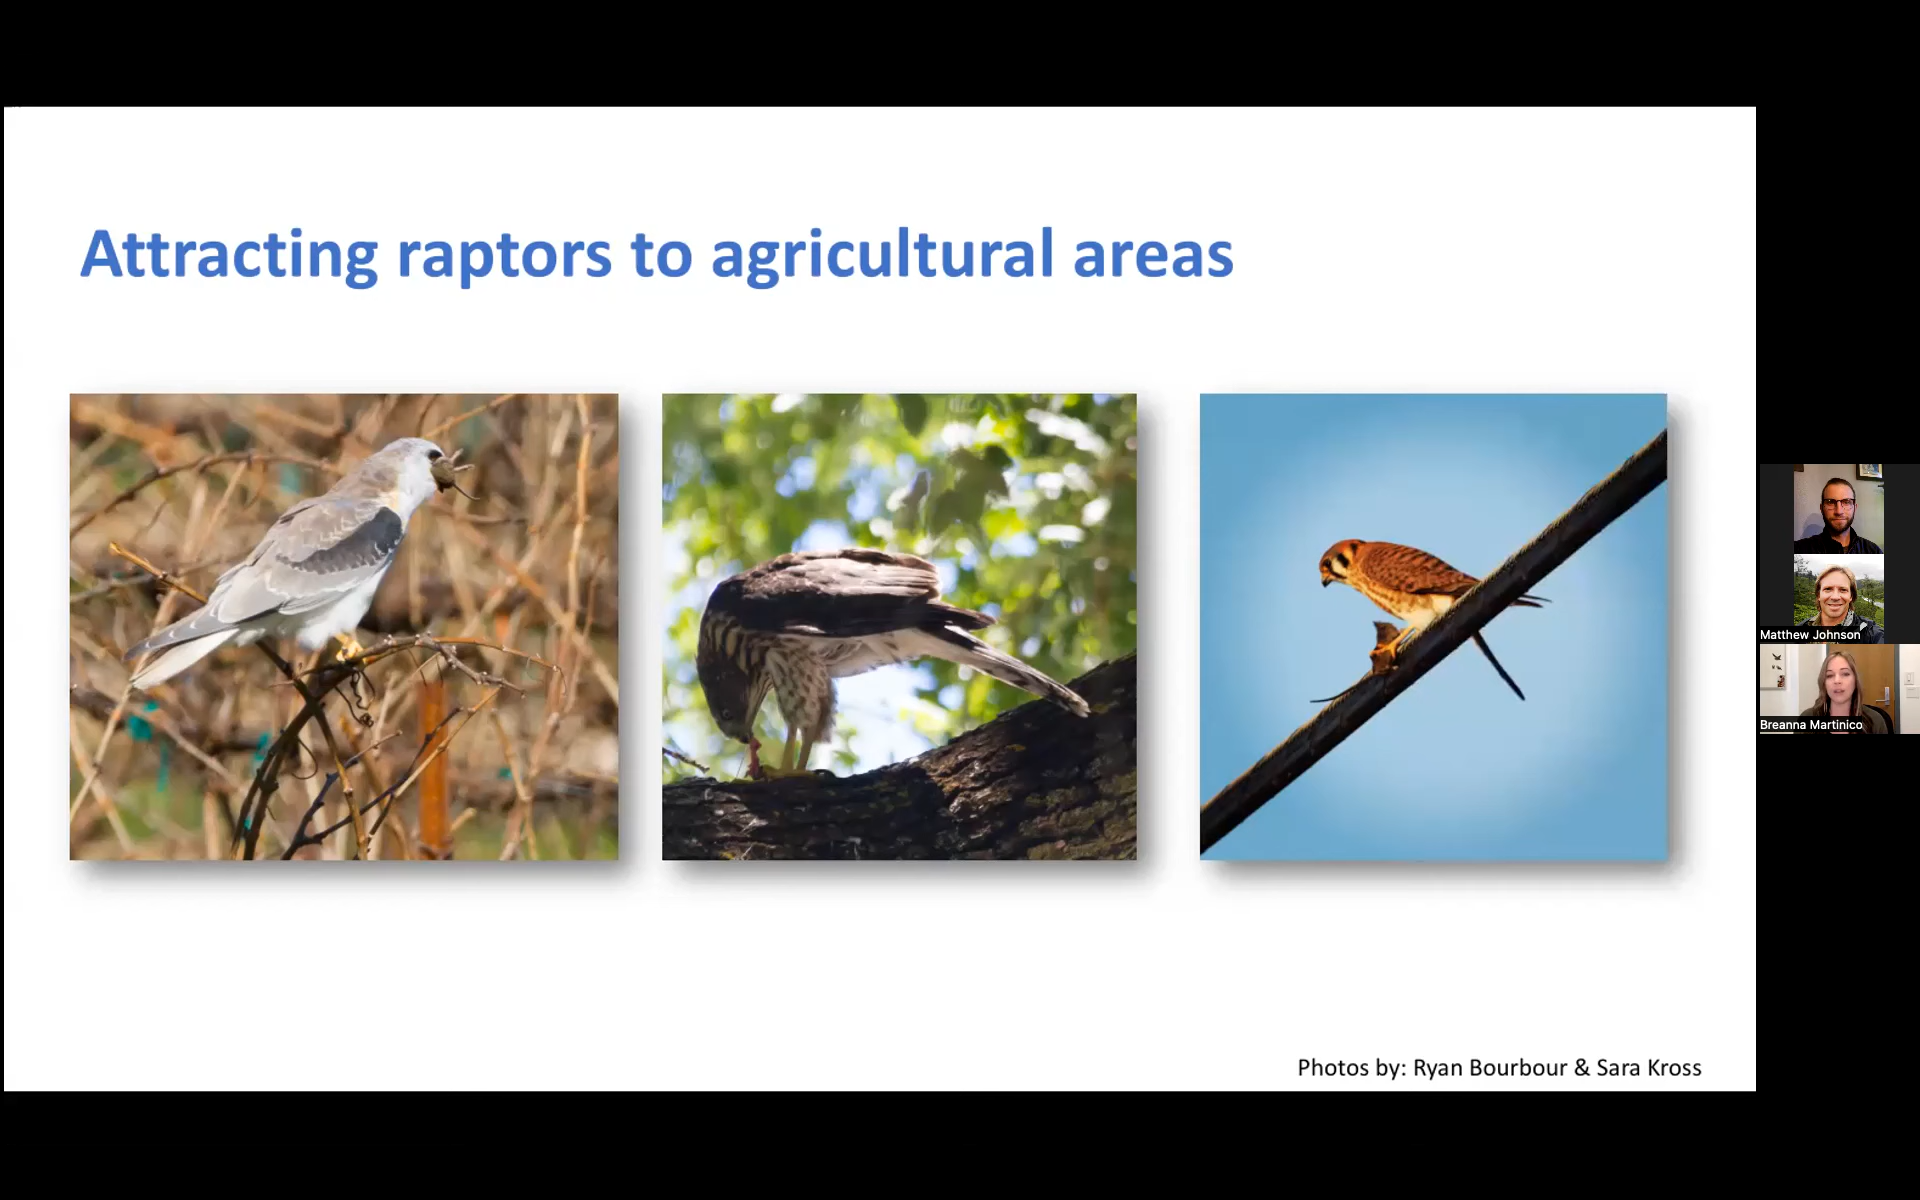 Attracting raptors to agricultural areas
Matthew Johnson
Breanna Martinico
Photos by: Ryan Bourbour & Sara Kross